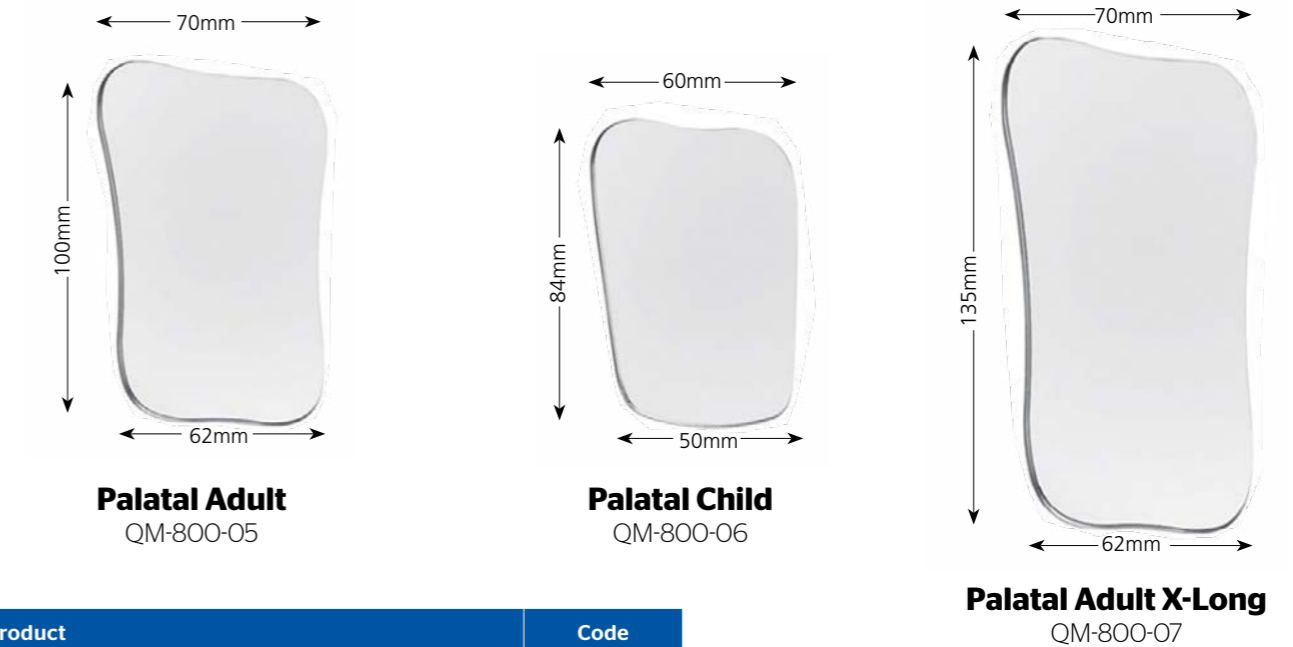 70mm
100mm
62mm
Palatal Adult
QM-800-05
60mm
84mm
50mm
Palatal Child
QM-800-06
70mm
135mm
62mm
Palatal Adult X-Long
QM-800-07
roduct
Code